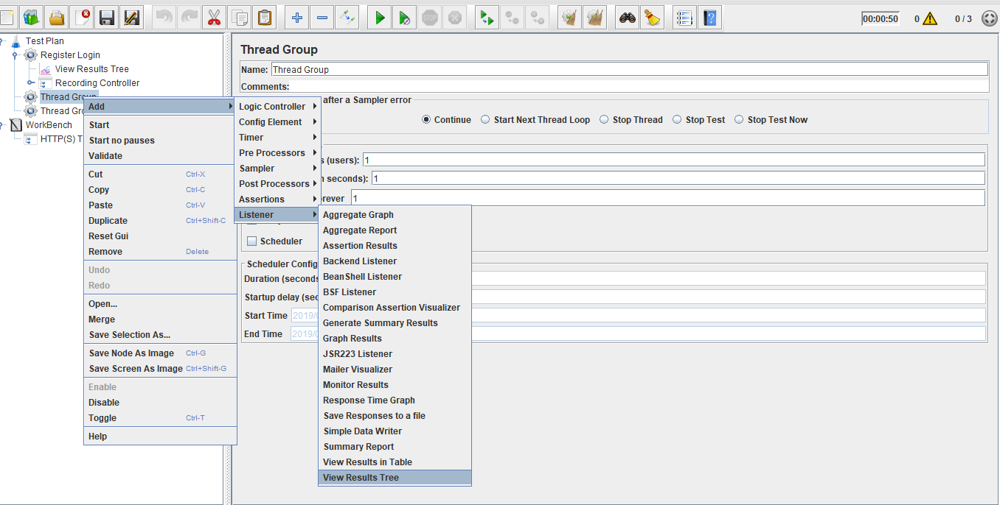 STOP
00:00:50
0
0 / 3
?
Test Plan
Register Login
View Results Tree
Recording Controller
Thread Group
Thread Gro
WorkBench
HTTP(S) T
Add
Start
Start no pauses
Validate
Cut Ctrl-X
Copy Ctrl-C
Paste Ctrl-V
Duplicate Ctrl+Shift-C
Reset Gui
Remove Delete
Undo
Redo
Open...
Merge
Save Selection As...
Save Node As Image Ctrl-G
Save Screen As Image Ctrl+Shift-G
Enable
Disable
Toggle Ctrl-T
Help
Logic Controller
Config Element
Timer
Pre Processors
Sampler
Post Processors
Assertions
Listener
Aggregate Graph
Aggregate Report
Assertion Results
Backend Listener
BeanShell Listener
BSF Listener
Comparison Assertion Visualizer
Generate Summary Results
Graph Results
JSR223 Listener
Mailer Visualizer
Monitor Results
Response Time Graph
Save Responses to a file
Simple Data Writer
Summary Report
View Results in Table
View Results Tree
Thread Group
Name: Thread Group
Comments:
after a Sampler error
Continue Start Next Thread Loop Stop Thread Stop Test Stop Test Now
s (users): 1
n seconds): 1
rever 1
Scheduler
Scheduler Config
Duration (seconds
Startup delay (sec
Start Time 2019/0
End Time 2019/0